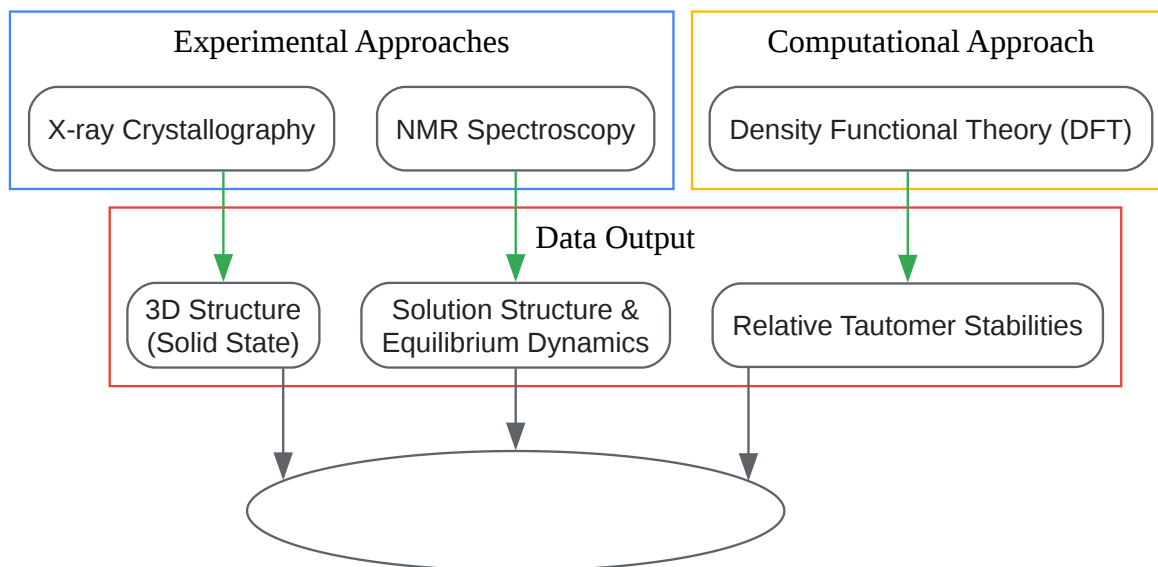 Experimental Approaches
Computational Approach
X-ray Crystallography
NMR Spectroscopy
Density Functional Theory (DFT)
Data Output
3D Structure
(Solid State)
Solution Structure &
Equilibrium Dynamics
Relative Tautomer Stabilities